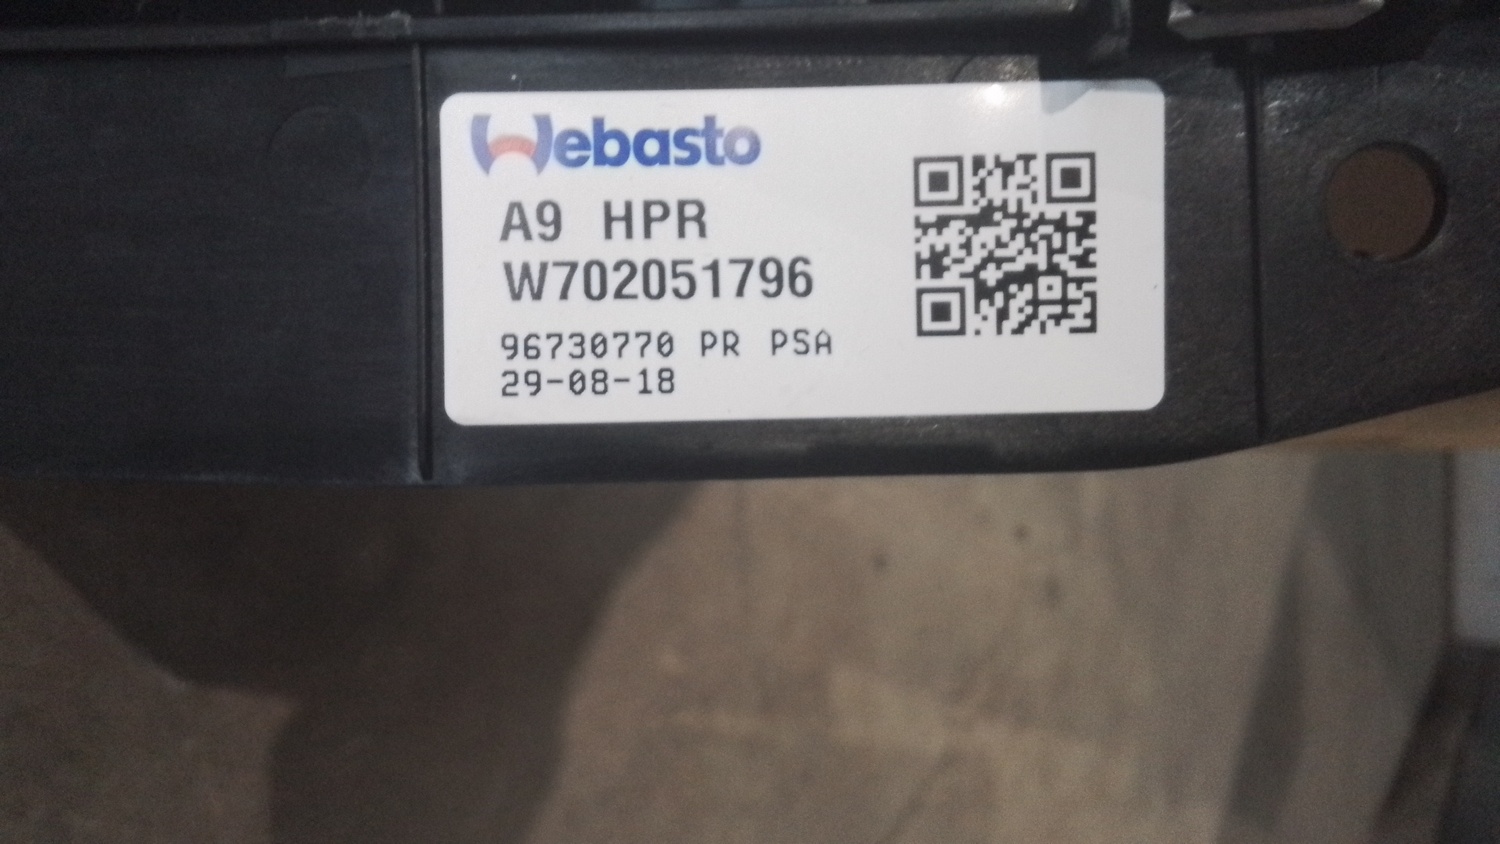 Webasto
A9 HPR
W702051796
96730770 PR PSA
29-08-18